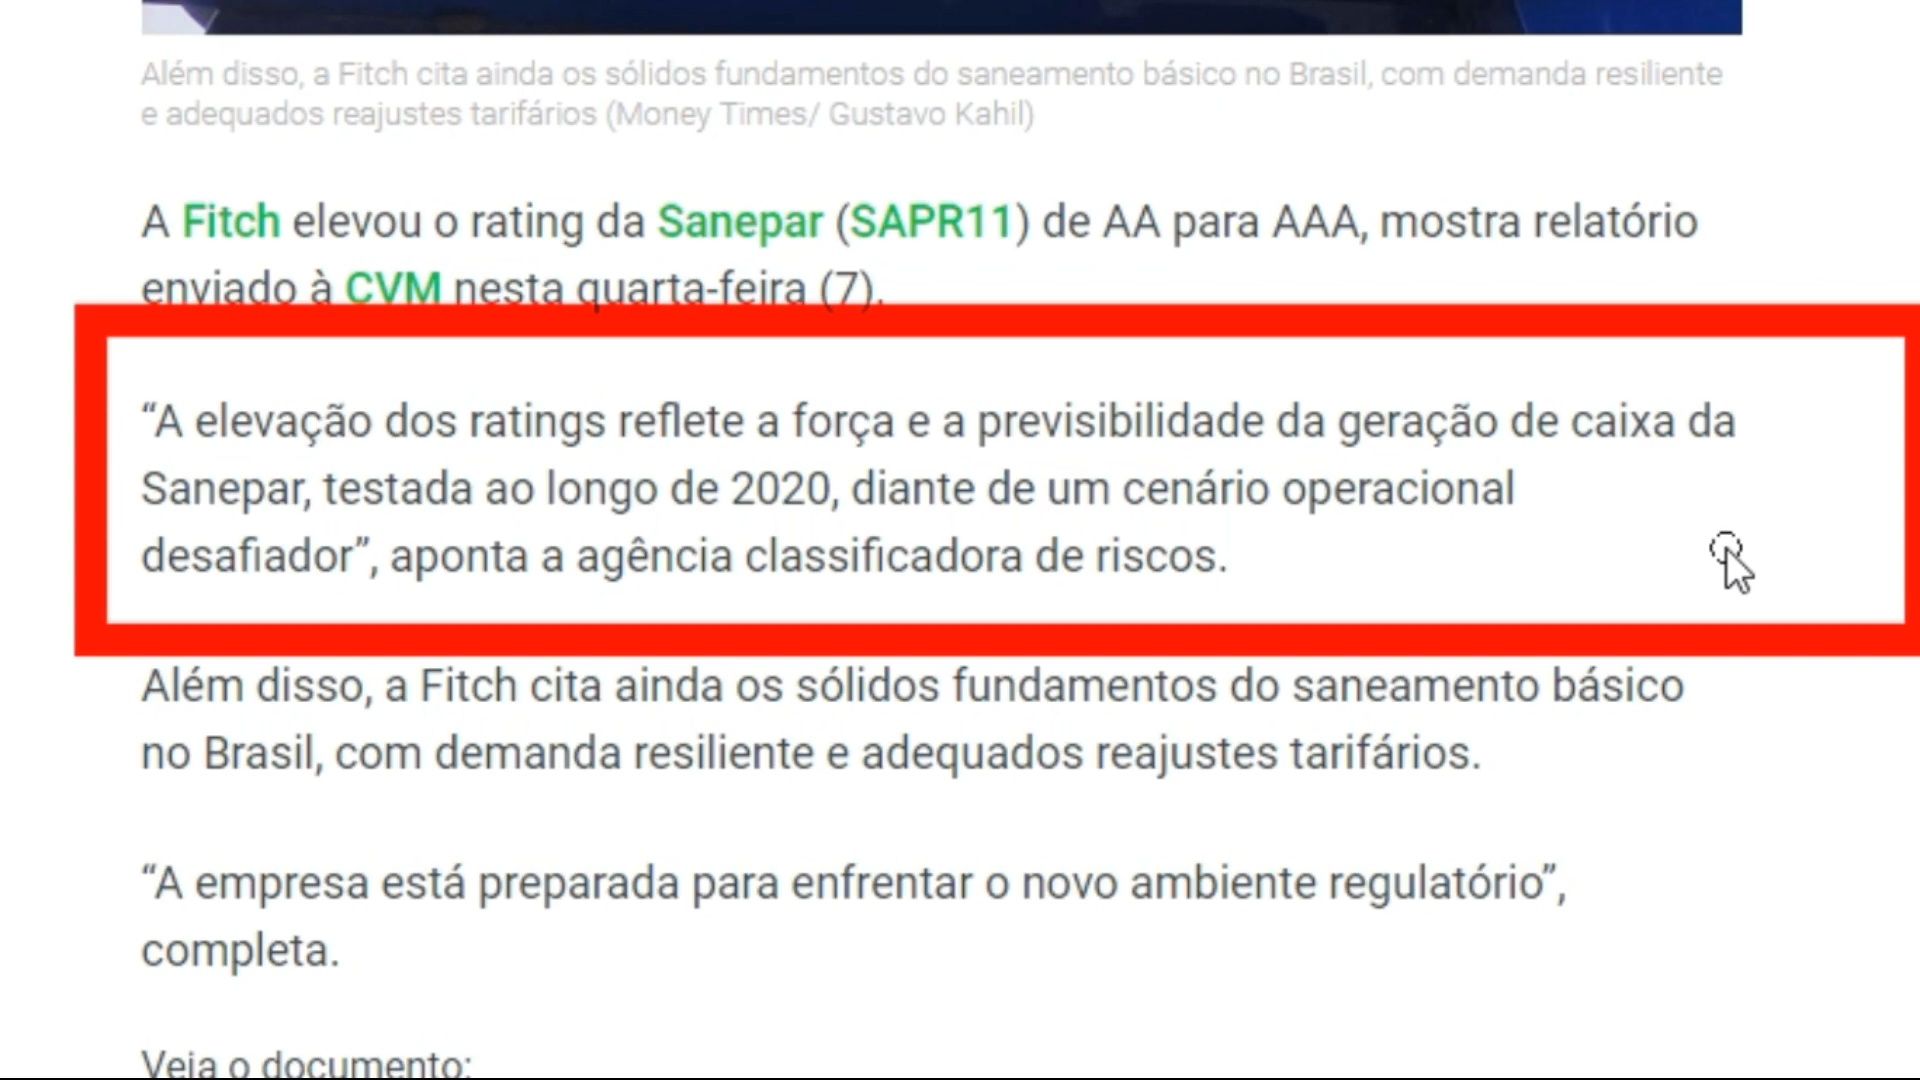 Além disso, a Fitch cita ainda os sólidos fundamentos do saneamento básico no Brasil, com demanda resiliente
e adequados reajustes tarifários (Money Times/ Gustavo Kahil)
A Fitch elevou o rating da Sanepar (SAPR11) de AA para AAA, mostra relatório
enviado à CVM nesta quarta-feira (7).
“A elevação dos ratings reflete a força e a previsibilidade da geração de caixa da
Sanepar, testada ao longo de 2020, diante de um cenário operacional
desafiador”, aponta a agência classificadora de riscos.
Além disso, a Fitch cita ainda os sólidos fundamentos do saneamento básico
no Brasil, com demanda resiliente e adequados reajustes tarifários.
“A empresa está preparada para enfrentar o novo ambiente regulatório”,
completa.
Veja o documento: